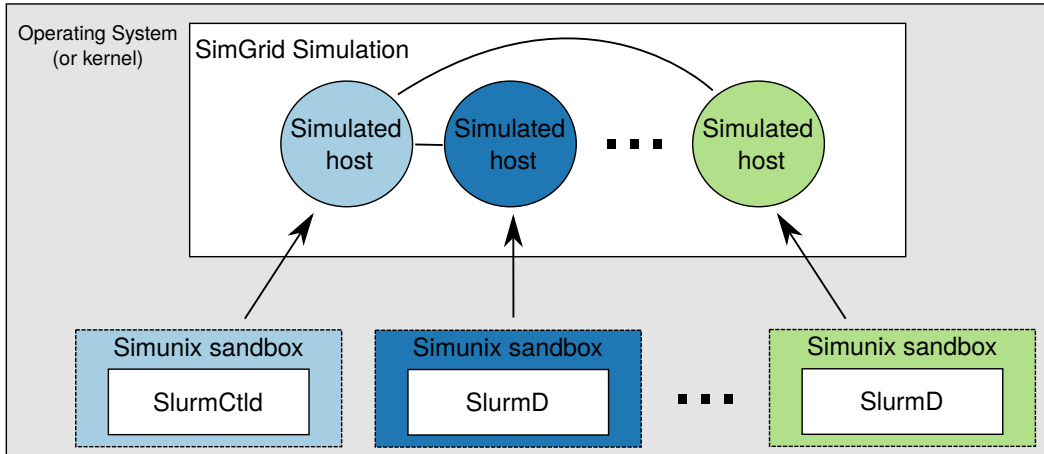 Operating System
(or kernel)
SimGrid Simulation
Simulated
host
Simulated
host
Simulated
host
Simunix sandbox
SlurmCtld
Simunix sandbox
SlurmD
Simunix sandbox
SlurmD